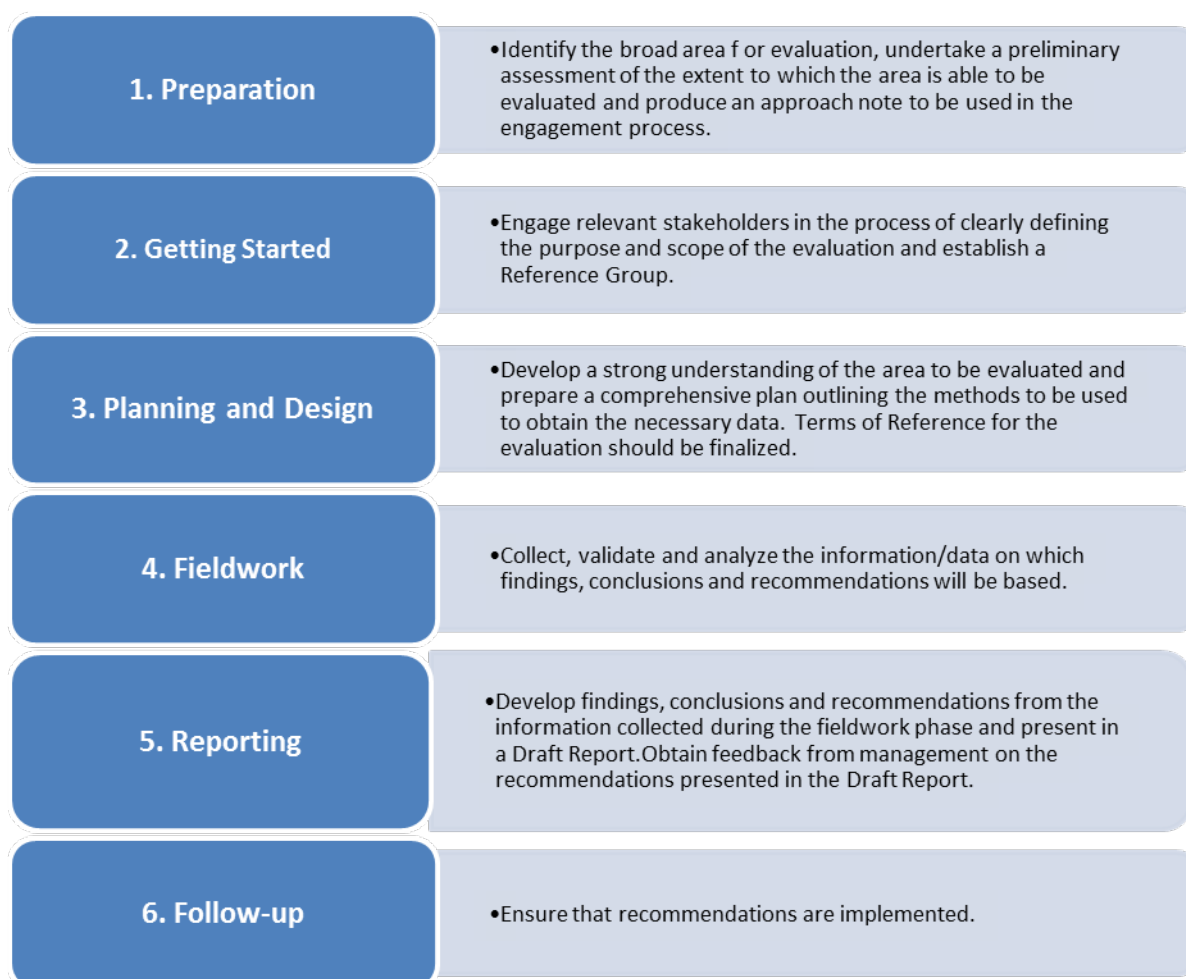 1. Preparation
•Identify the broad area f or evaluation, undertake a preliminary
assessment of the extent to which the area is able to be
evaluated and produce an approach note to be used in the
engagement process.
2. Getting Started
•Engage relevant stakeholders in the process of clearly defining
the purpose and scope of the evaluation and establish a
Reference Group.
3. Planning and Design
•Develop a strong understanding of the area to be evaluated and
prepare a comprehensive plan outlining the methods to be used
to obtain the necessary data. Terms of Reference for the
evaluation should be finalized.
4. Fieldwork
•Collect, validate and analyze the information/data on which
findings, conclusions and recommendations will be based.
5. Reporting
•Develop findings, conclusions and recommendations from the
information collected during the fieldwork phase and present in
a Draft Report.Obtain feedback from management on the
recommendations presented in the Draft Report.
6. Follow-up
•Ensure that recommendations are implemented.